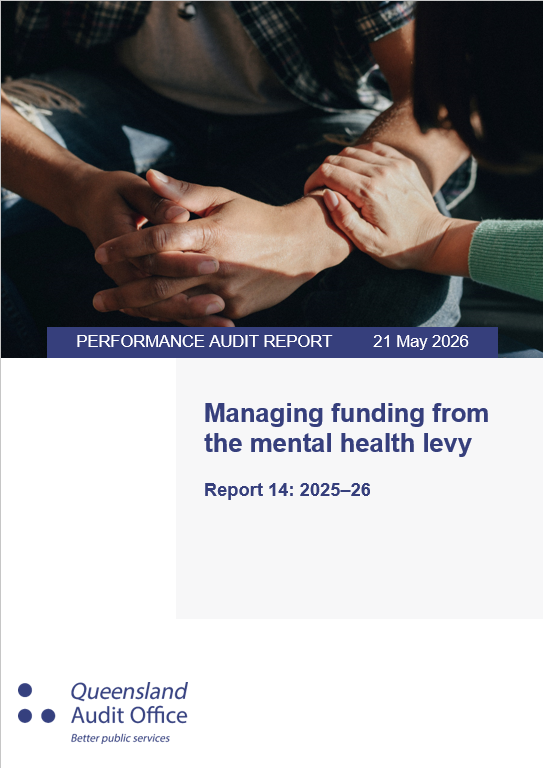 PERFORMANCE AUDIT REPORT 21 May 2026
Managing funding from
the mental health levy
Report 14: 2025–26
Queensland
Audit Office
Better public services